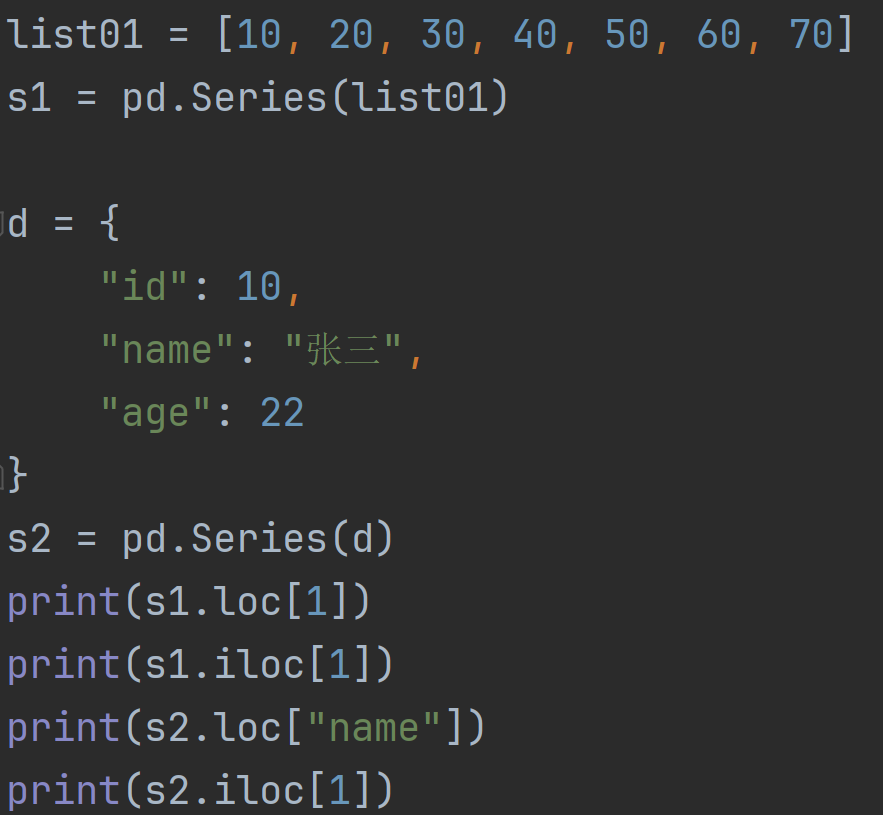 list01 = [10, 20, 30, 40, 50, 60, 70]
s1 = pd.Series(list01)
d = {
"id": 10,
"name": "张三",
"age": 22
}
s2 = pd.Series(d)
print(s1.loc[1])
print(s1.iloc[1])
print(s2.loc["name"])
print(s2.iloc[1])